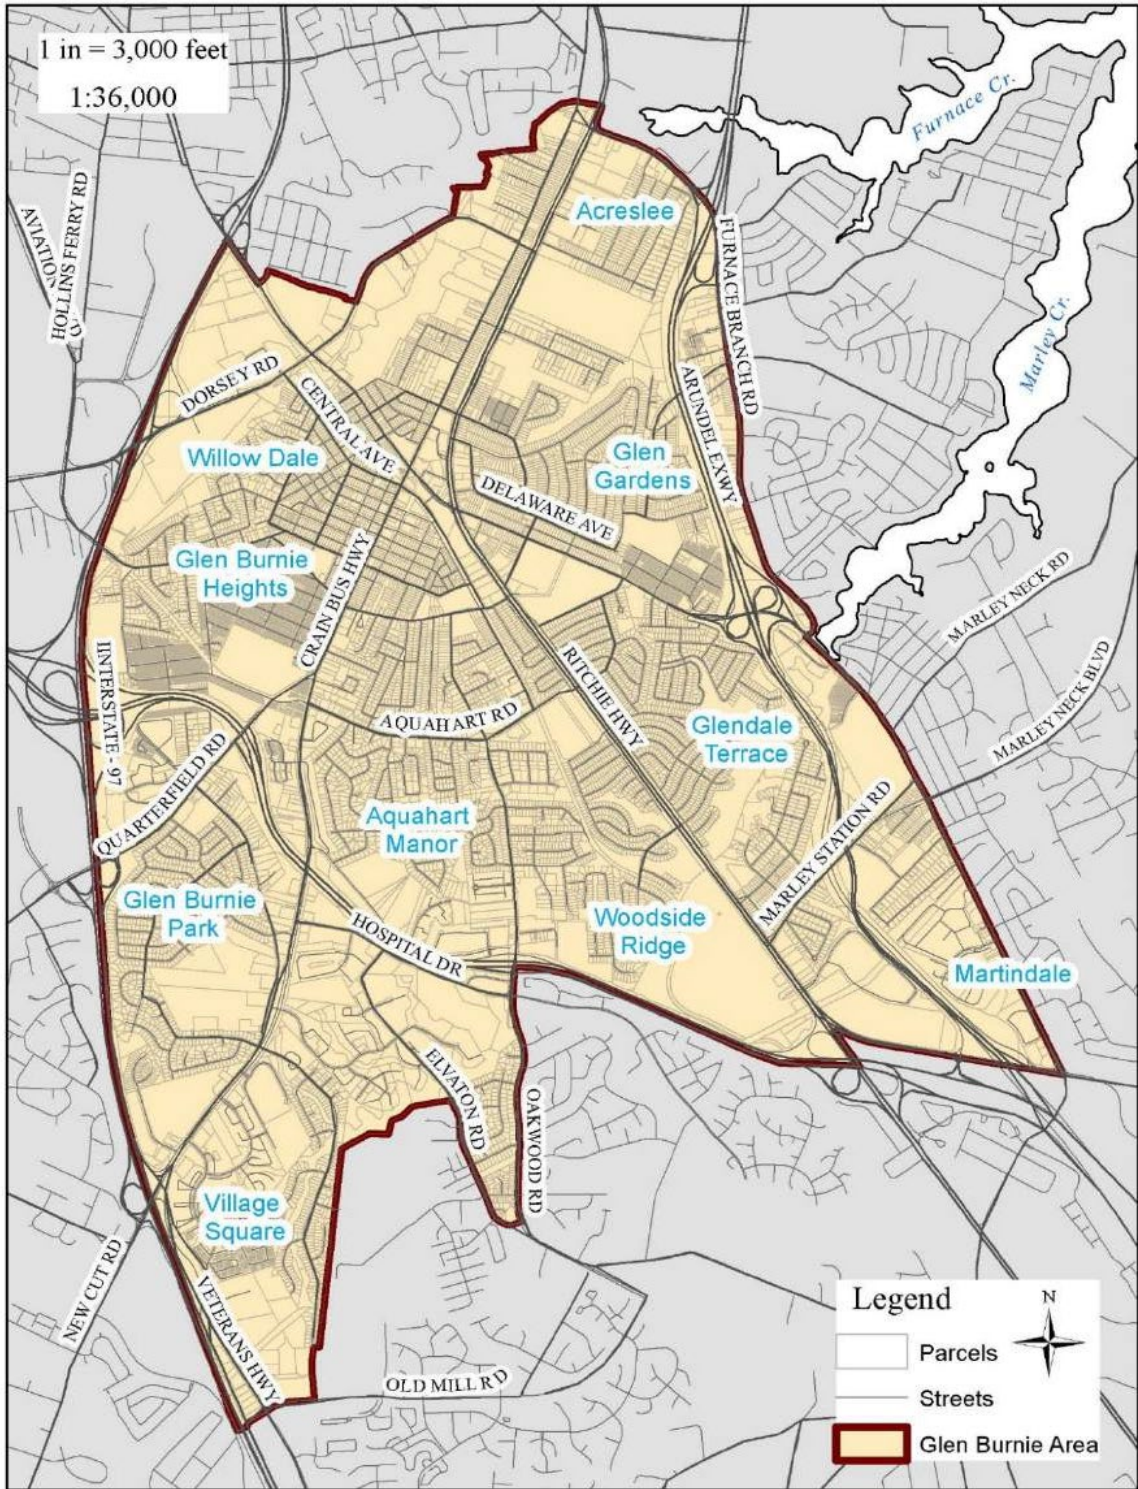 1 in = 3,000 feet
1:36,000
Furnace Cr.
Marley Cr.
HOLLINS FERRY RD
AVIATION
Acreslee
FURNACE BRANCH RD
DORSEY RD
CENTRAL AVE
ARUNDEL EXWY
Willow Dale
Glen
Gardens
DELAWARE AVE
Glen Burnie
Heights
CRAIN BUS HWY
MARLEY NECK RD
MARLEY NECK BLVD
IINTERSTATE - 97
RITCHIE HWY
AQUAHART RD
Glendale
Terrace
QUARTERFIELD RD
Aquahart
Manor
MARLEY STATION RD
Glen Burnie
Park
HOSPITAL DR
Woodside
Ridge
Martindale
ELVATON RD
OAKWOOD RD
Village
Square
NEW CUT RD
VETERANS HWY
OLD MILL RD
Legend
N
Parcels
Streets
Glen Burnie Area